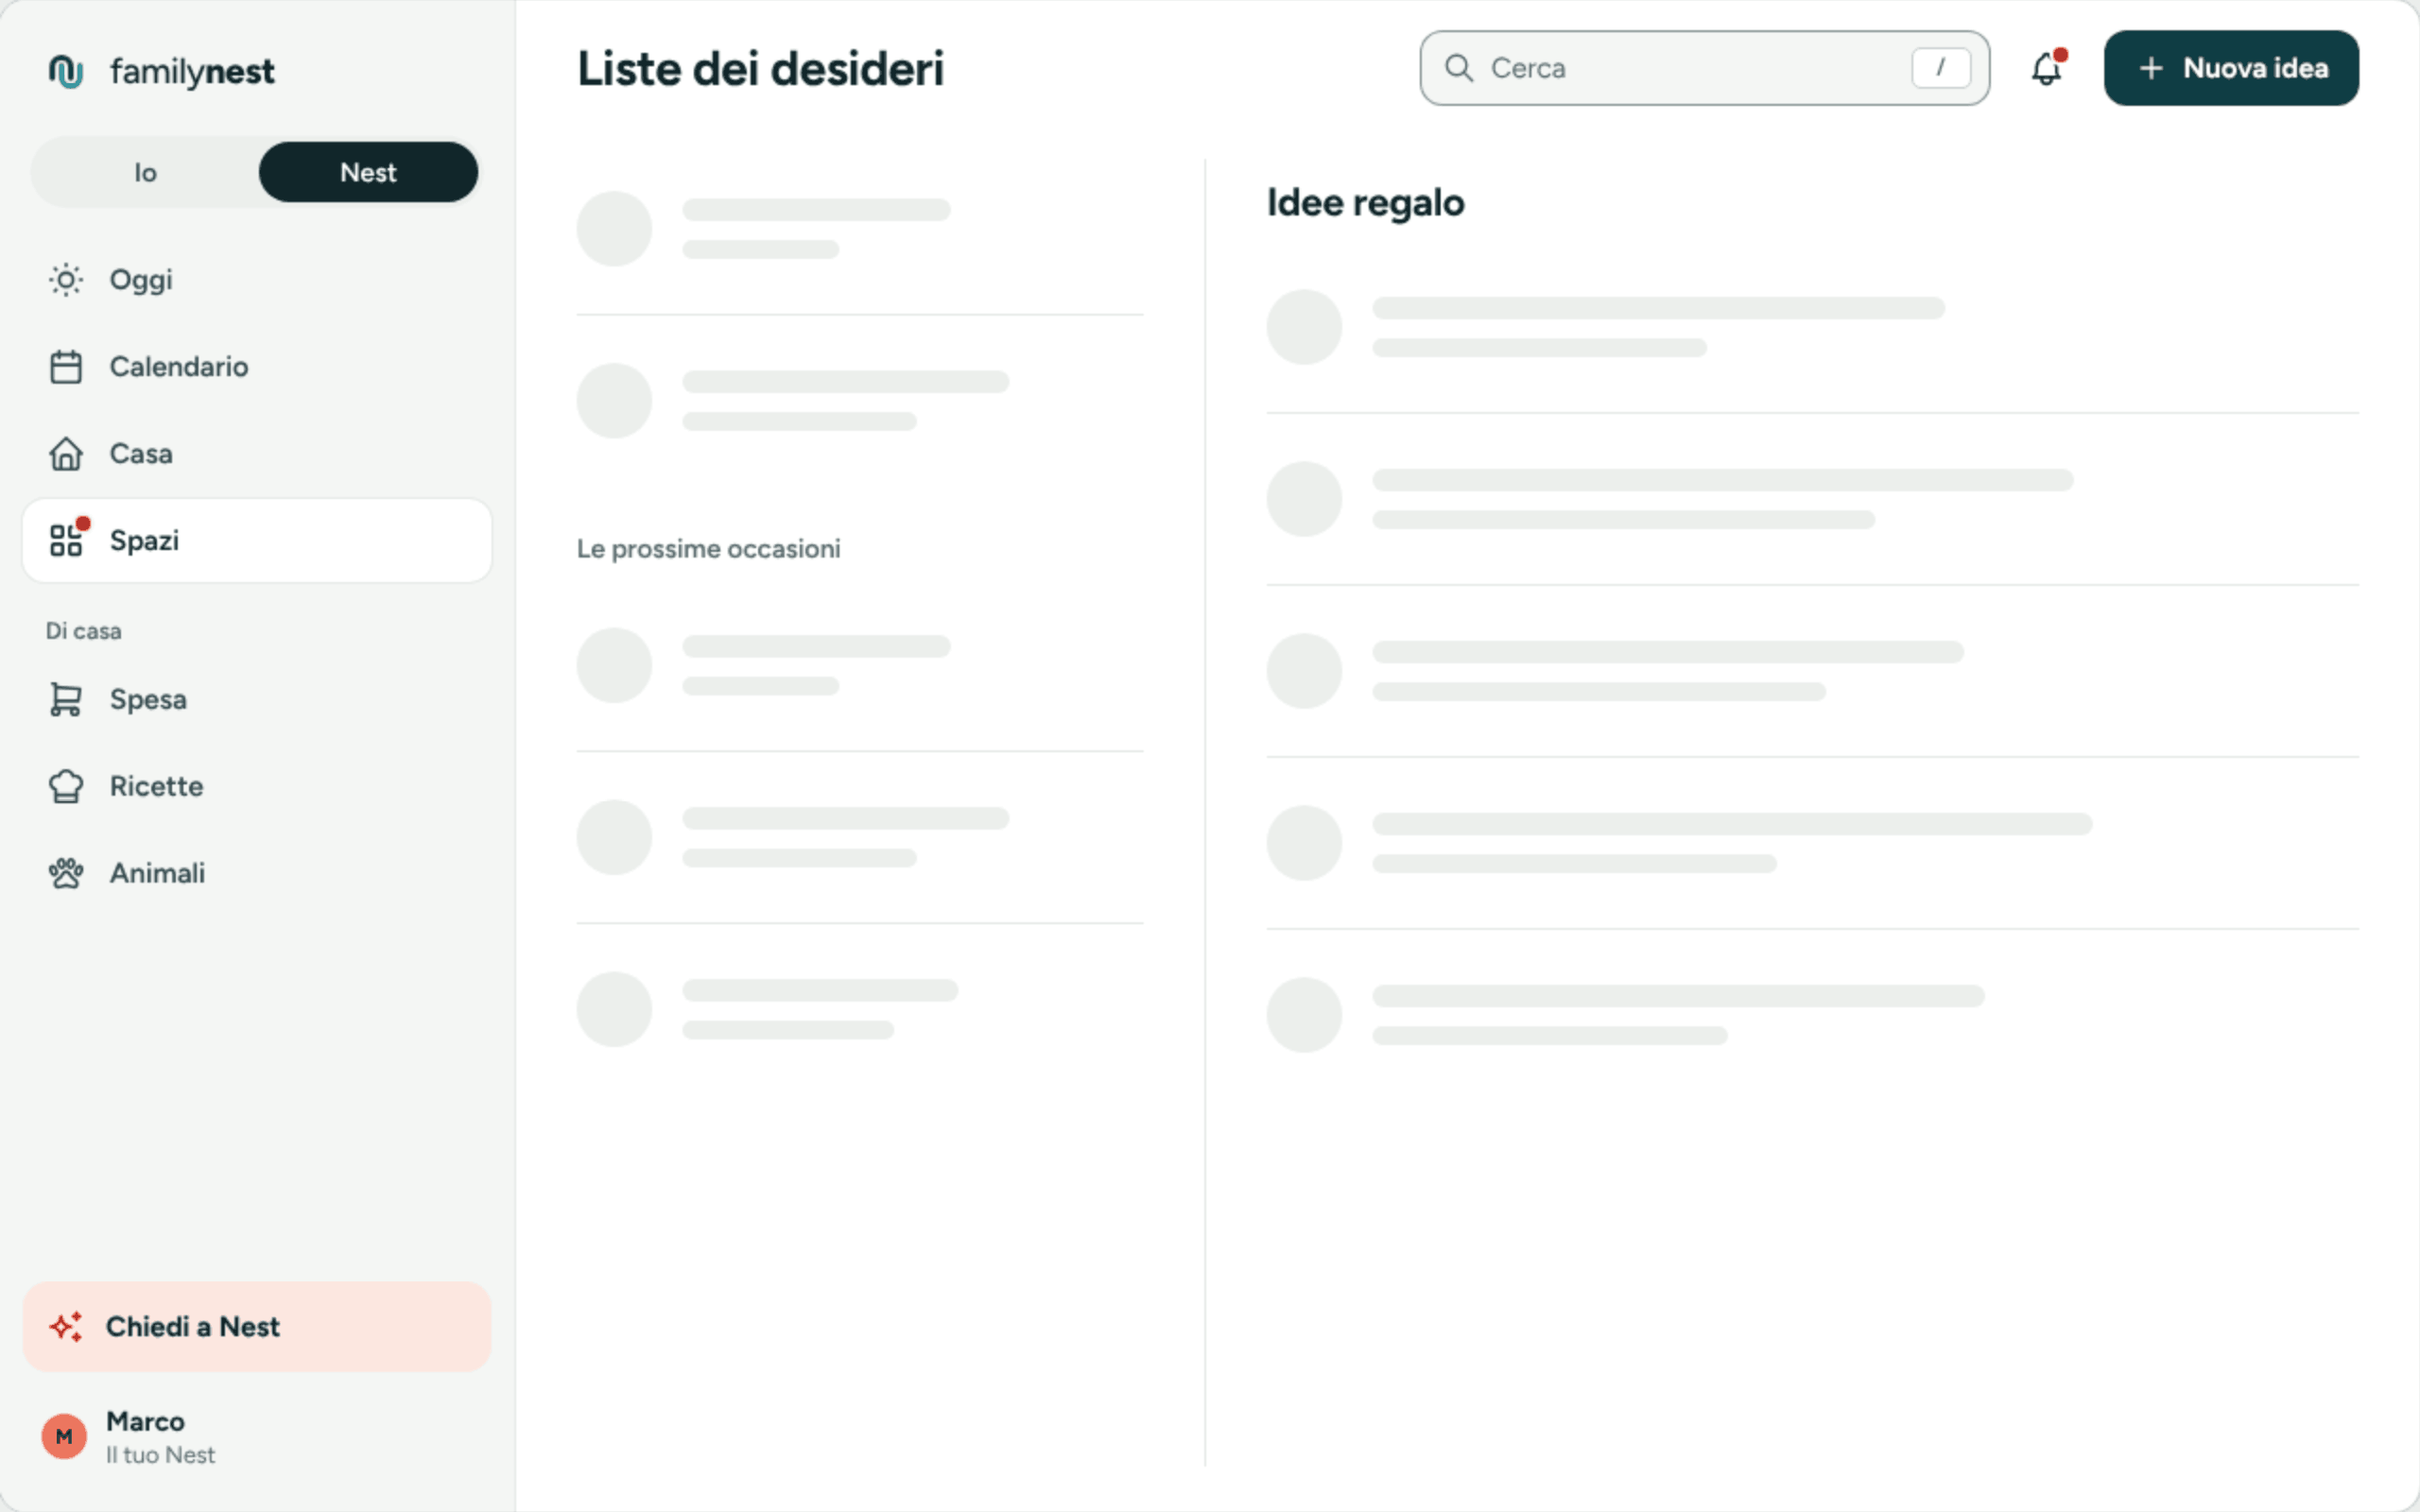 familynest
Io
Nest
Oggi
Calendario
Casa
Spazi
Di casa
Spesa
Ricette
Animali
Chiedi a Nest
M
Marco
Il tuo Nest
Liste dei desideri
Cerca
/
+ Nuova idea
Le prossime occasioni
Idee regalo